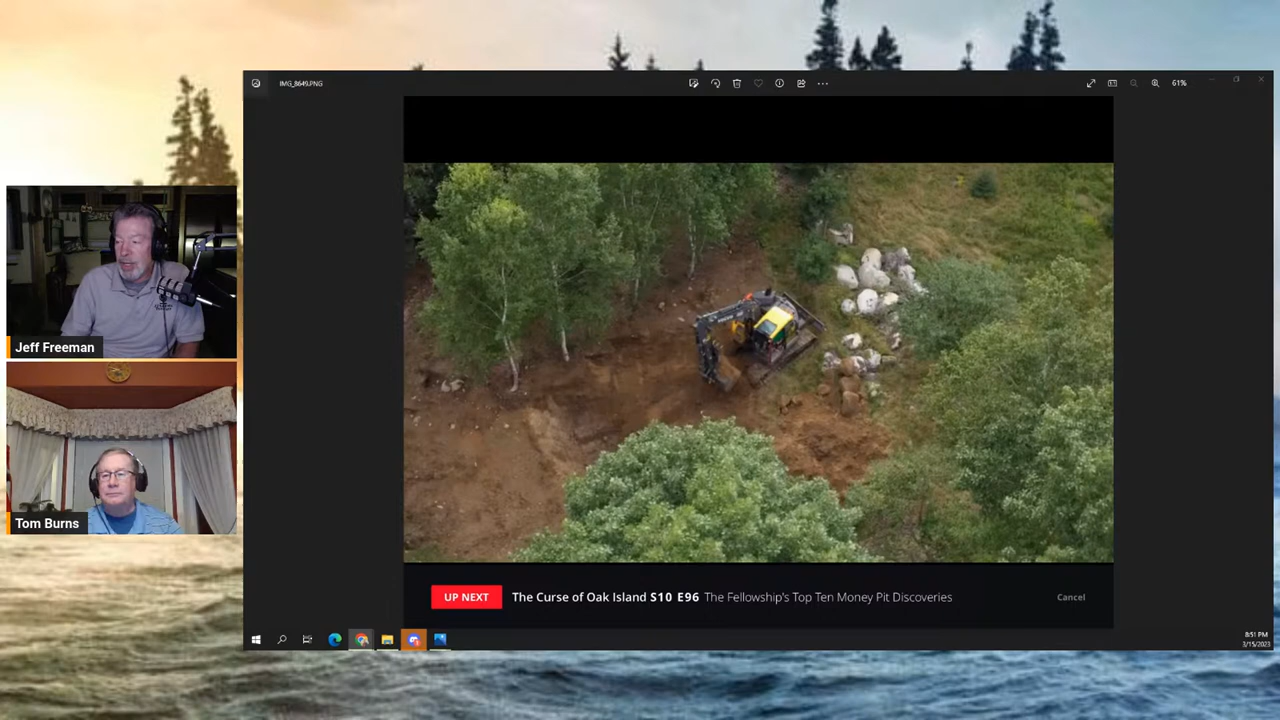 IMG_8649.PNG
61%
Jeff Freeman
Tom Burns
UP NEXT The Curse of Oak Island S10 E96 The Fellowship's Top Ten Money Pit Discoveries Cancel
8:51 PM
3/15/2023